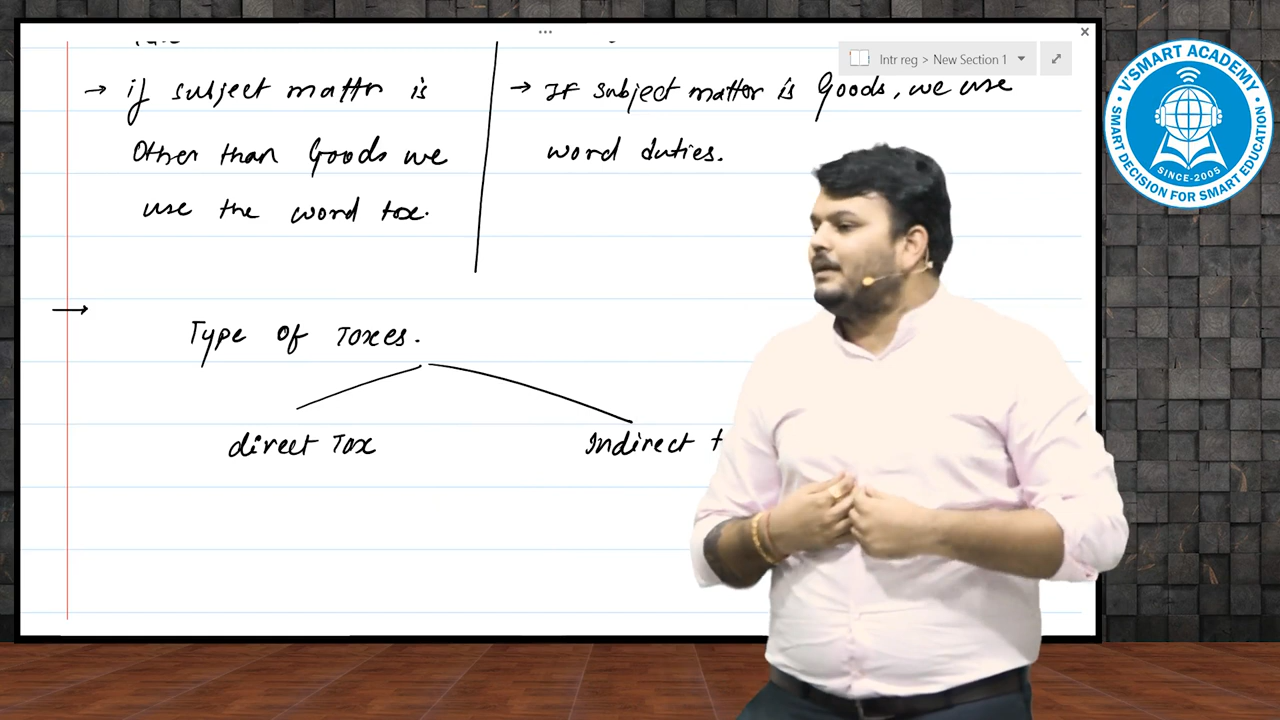 Intr reg > New Section 1
→ if subject matter is
Other than Goods we
use the word tax.
→ IF subject matter is Goods, we use
word duties.
→
Type of Taxes.
direct Tax
Indirect t
V'SMART ACADEMY
SMART DECISION FOR SMART EDUCATION
SINCE-2005